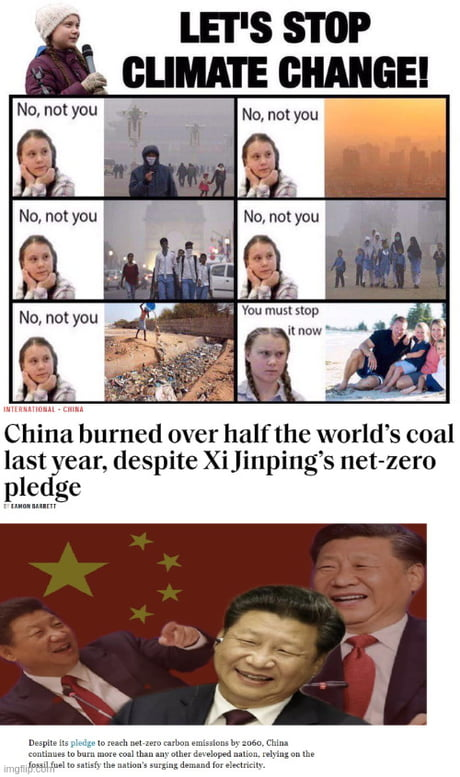 LET'S STOP
CLIMATE CHANGE!
No, not you
No, not you
No, not you
No, not you
No, not you
You must stop
it now
INTERNATIONAL - CHINA
China burned over half the world's coal
last year, despite Xi Jinping's net-zero
pledge
BY EAMON BARRETT
Despite its pledge to reach net-zero carbon emissions by 2060, China
continues to burn more coal than any other developed nation, relying on the
fossil fuel to satisfy the nation's surging demand for electricity.
imgflip.com